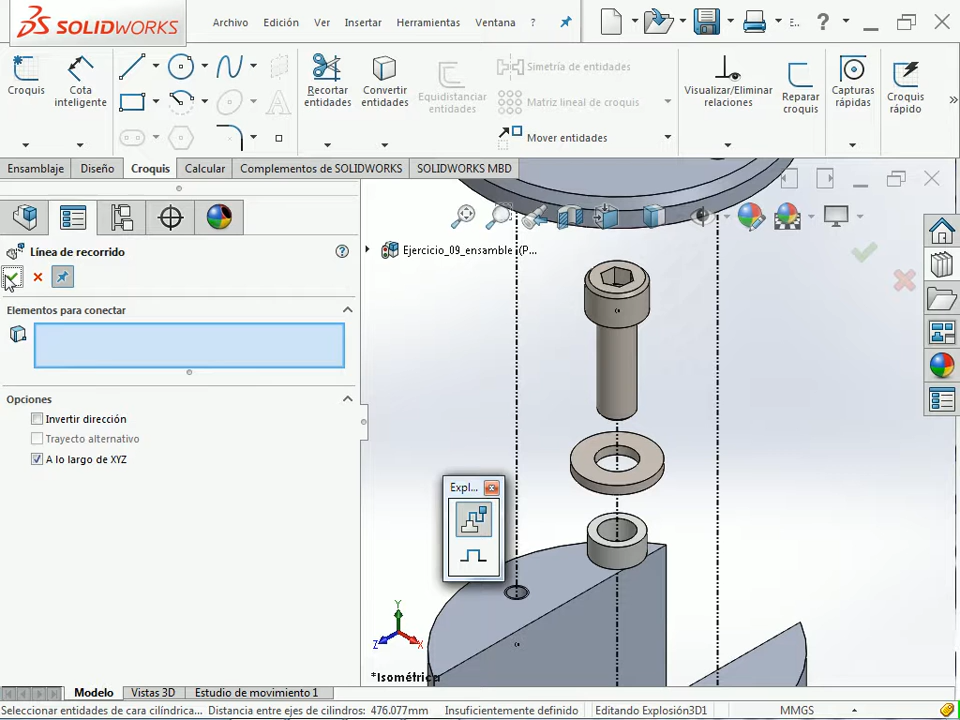 SOLIDWORKS
Archivo Edición Ver Insertar Herramientas Ventana ?
E..
?
Croquis
Cota inteligente
Recortar entidades
Convertir entidades
Equidistanciar entidades
Simetría de entidades
Matriz lineal de croquis
Mover entidades
Visualizar/Eliminar relaciones
Reparar croquis
Capturas rápidas
Croquis rápido
»
Ensamblaje Diseño Croquis Calcular Complementos de SOLIDWORKS SOLIDWORKS MBD
Línea de recorrido
?
Elementos para conectar
Opciones
Invertir dirección
Trayecto alternativo
A lo largo de XYZ
Ejercicio_09_ensamble (P...
Expl...
Y
Z
X
*Isométrica
Modelo Vistas 3D Estudio de movimiento 1
Seleccionar entidades de cara cilíndrica... Distancia entre ejes de cilindros: 476.077mm Insuficientemente definido Editando Explosión3D1 MMGS